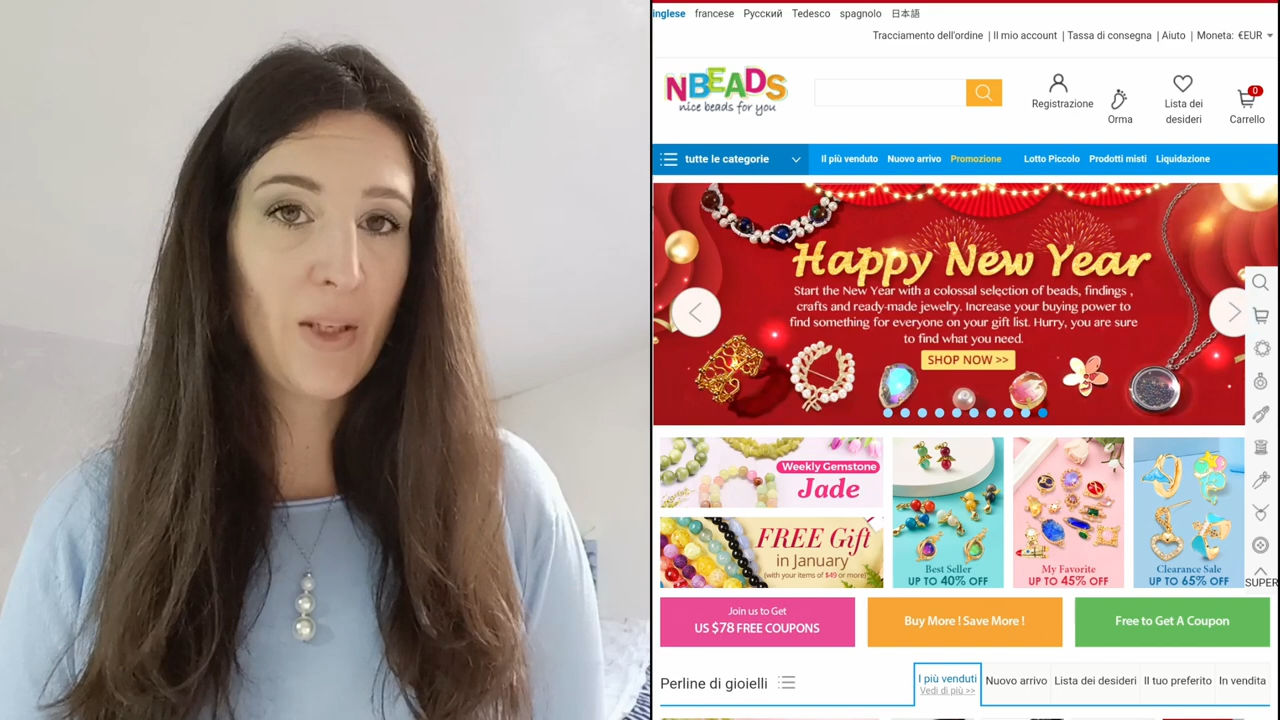 inglese francese Русский Tedesco spagnolo 日本語
Tracciamento dell'ordine | Il mio account | Tassa di consegna | Aiuto | Moneta: €EUR
NBEADS
nice beads for you
Registrazione
Orma
Lista dei
desideri
0
Carrello
tutte le categorie
Il più venduto Nuovo arrivo Promozione Lotto Piccolo Prodotti misti Liquidazione
Happy New Year
Start the New Year with a colossal selection of beads, findings ,
crafts and ready-made jewelry. Increase your buying power to
find something for everyone on your gift list. Hurry, you are sure
to find what you need.
SHOP NOW >>
Weekly Gemstone
Jade
FREE Gift
in January
(with your items of $49 or more)
Best Seller
UP TO 40% OFF
My Favorite
UP TO 45% OFF
Clearance Sale
UP TO 65% OFF
SUPER
Join us to Get
US $78 FREE COUPONS
Buy More ! Save More !
Free to Get A Coupon
Perline di gioielli
I più venduti
Vedi di più >>
Nuovo arrivo
Lista dei desideri
Il tuo preferito
In vendita